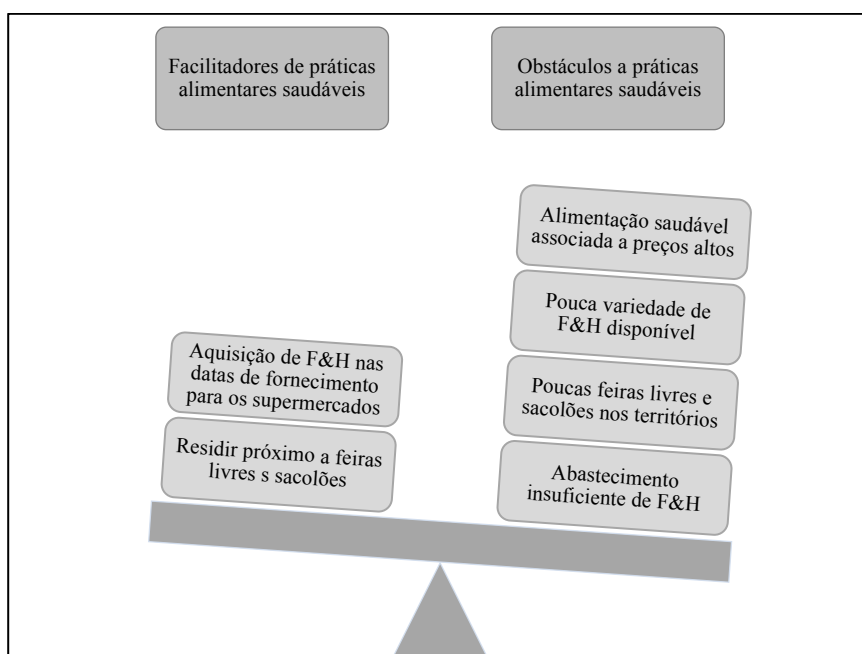 Facilitadores de práticas
alimentares saudáveis
Obstáculos a práticas
alimentares saudáveis
Aquisição de F&H nas
datas de fornecimento
para os supermercados
Residir próximo a feiras
livres s sacolões
Alimentação saudável
associada a preços altos
Pouca variedade de
F&H disponível
Poucas feiras livres e
sacolões nos territórios
Abastecimento
insuficiente de F&H